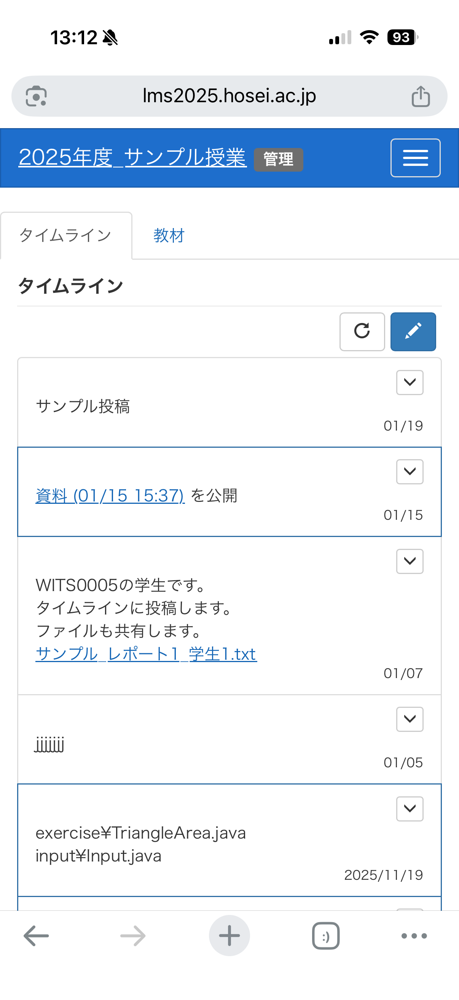 13:12
93
lms2025.hosei.ac.jp
2025年度_サンプル授業 管理
タイムライン 教材
タイムライン
サンプル投稿
01/19
資料 (01/15 15:37) を公開
01/15
WITS0005の学生です。
タイムラインに投稿します。
ファイルも共有します。
サンプル_レポート1_学生1.txt
01/07
jjjjjjj
01/05
exercise¥TriangleArea.java
input¥Input.java
2025/11/19
:)